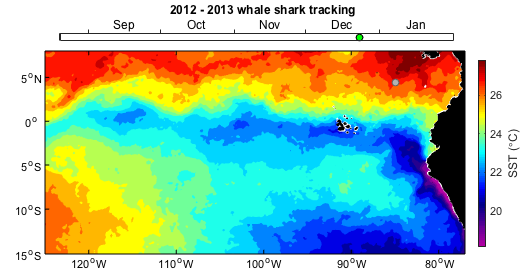 2012 - 2013 whale shark tracking
Sep Oct Nov Dec Jan
5°N
0°
5°S
10°S
15°S
120°W 110°W 100°W 90°W 80°W
26
24
22
20
SST (°C)